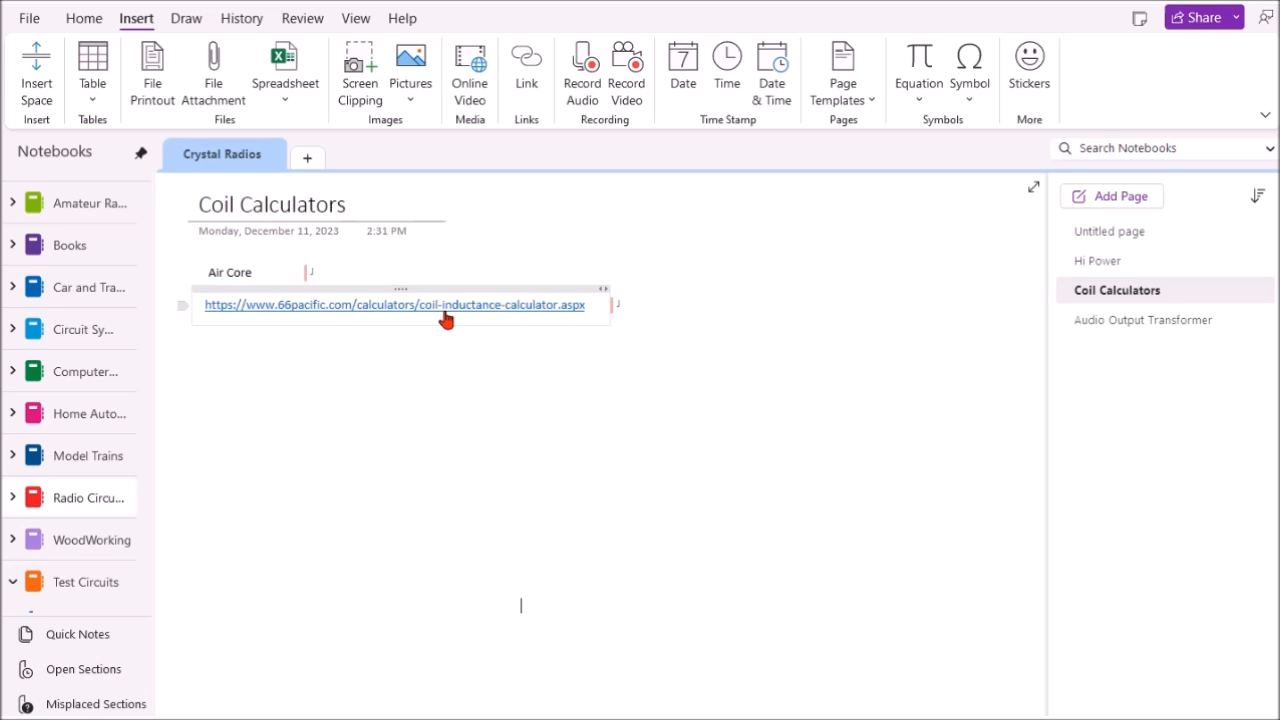 File Home Insert Draw History Review View Help Share
Insert Space Table File Printout File Attachment Spreadsheet Screen Clipping Pictures Online Video Link Record Audio Record Video Date Time Date & Time Page Templates Equation Symbol Stickers
Insert Tables Files Images Media Links Recording Time Stamp Pages Symbols More
Notebooks
Crystal Radios
+
Search Notebooks
Amateur Ra...
Books
Car and Tra...
Circuit Sy...
Computer...
Home Auto...
Model Trains
Radio Circu...
WoodWorking
Test Circuits
Quick Notes
Open Sections
Misplaced Sections
Coil Calculators
Monday, December 11, 2023 2:31 PM
Air Core
https://www.66pacific.com/calculators/coil-inductance-calculator.aspx
Add Page
Untitled page
Hi Power
Coil Calculators
Audio Output Transformer